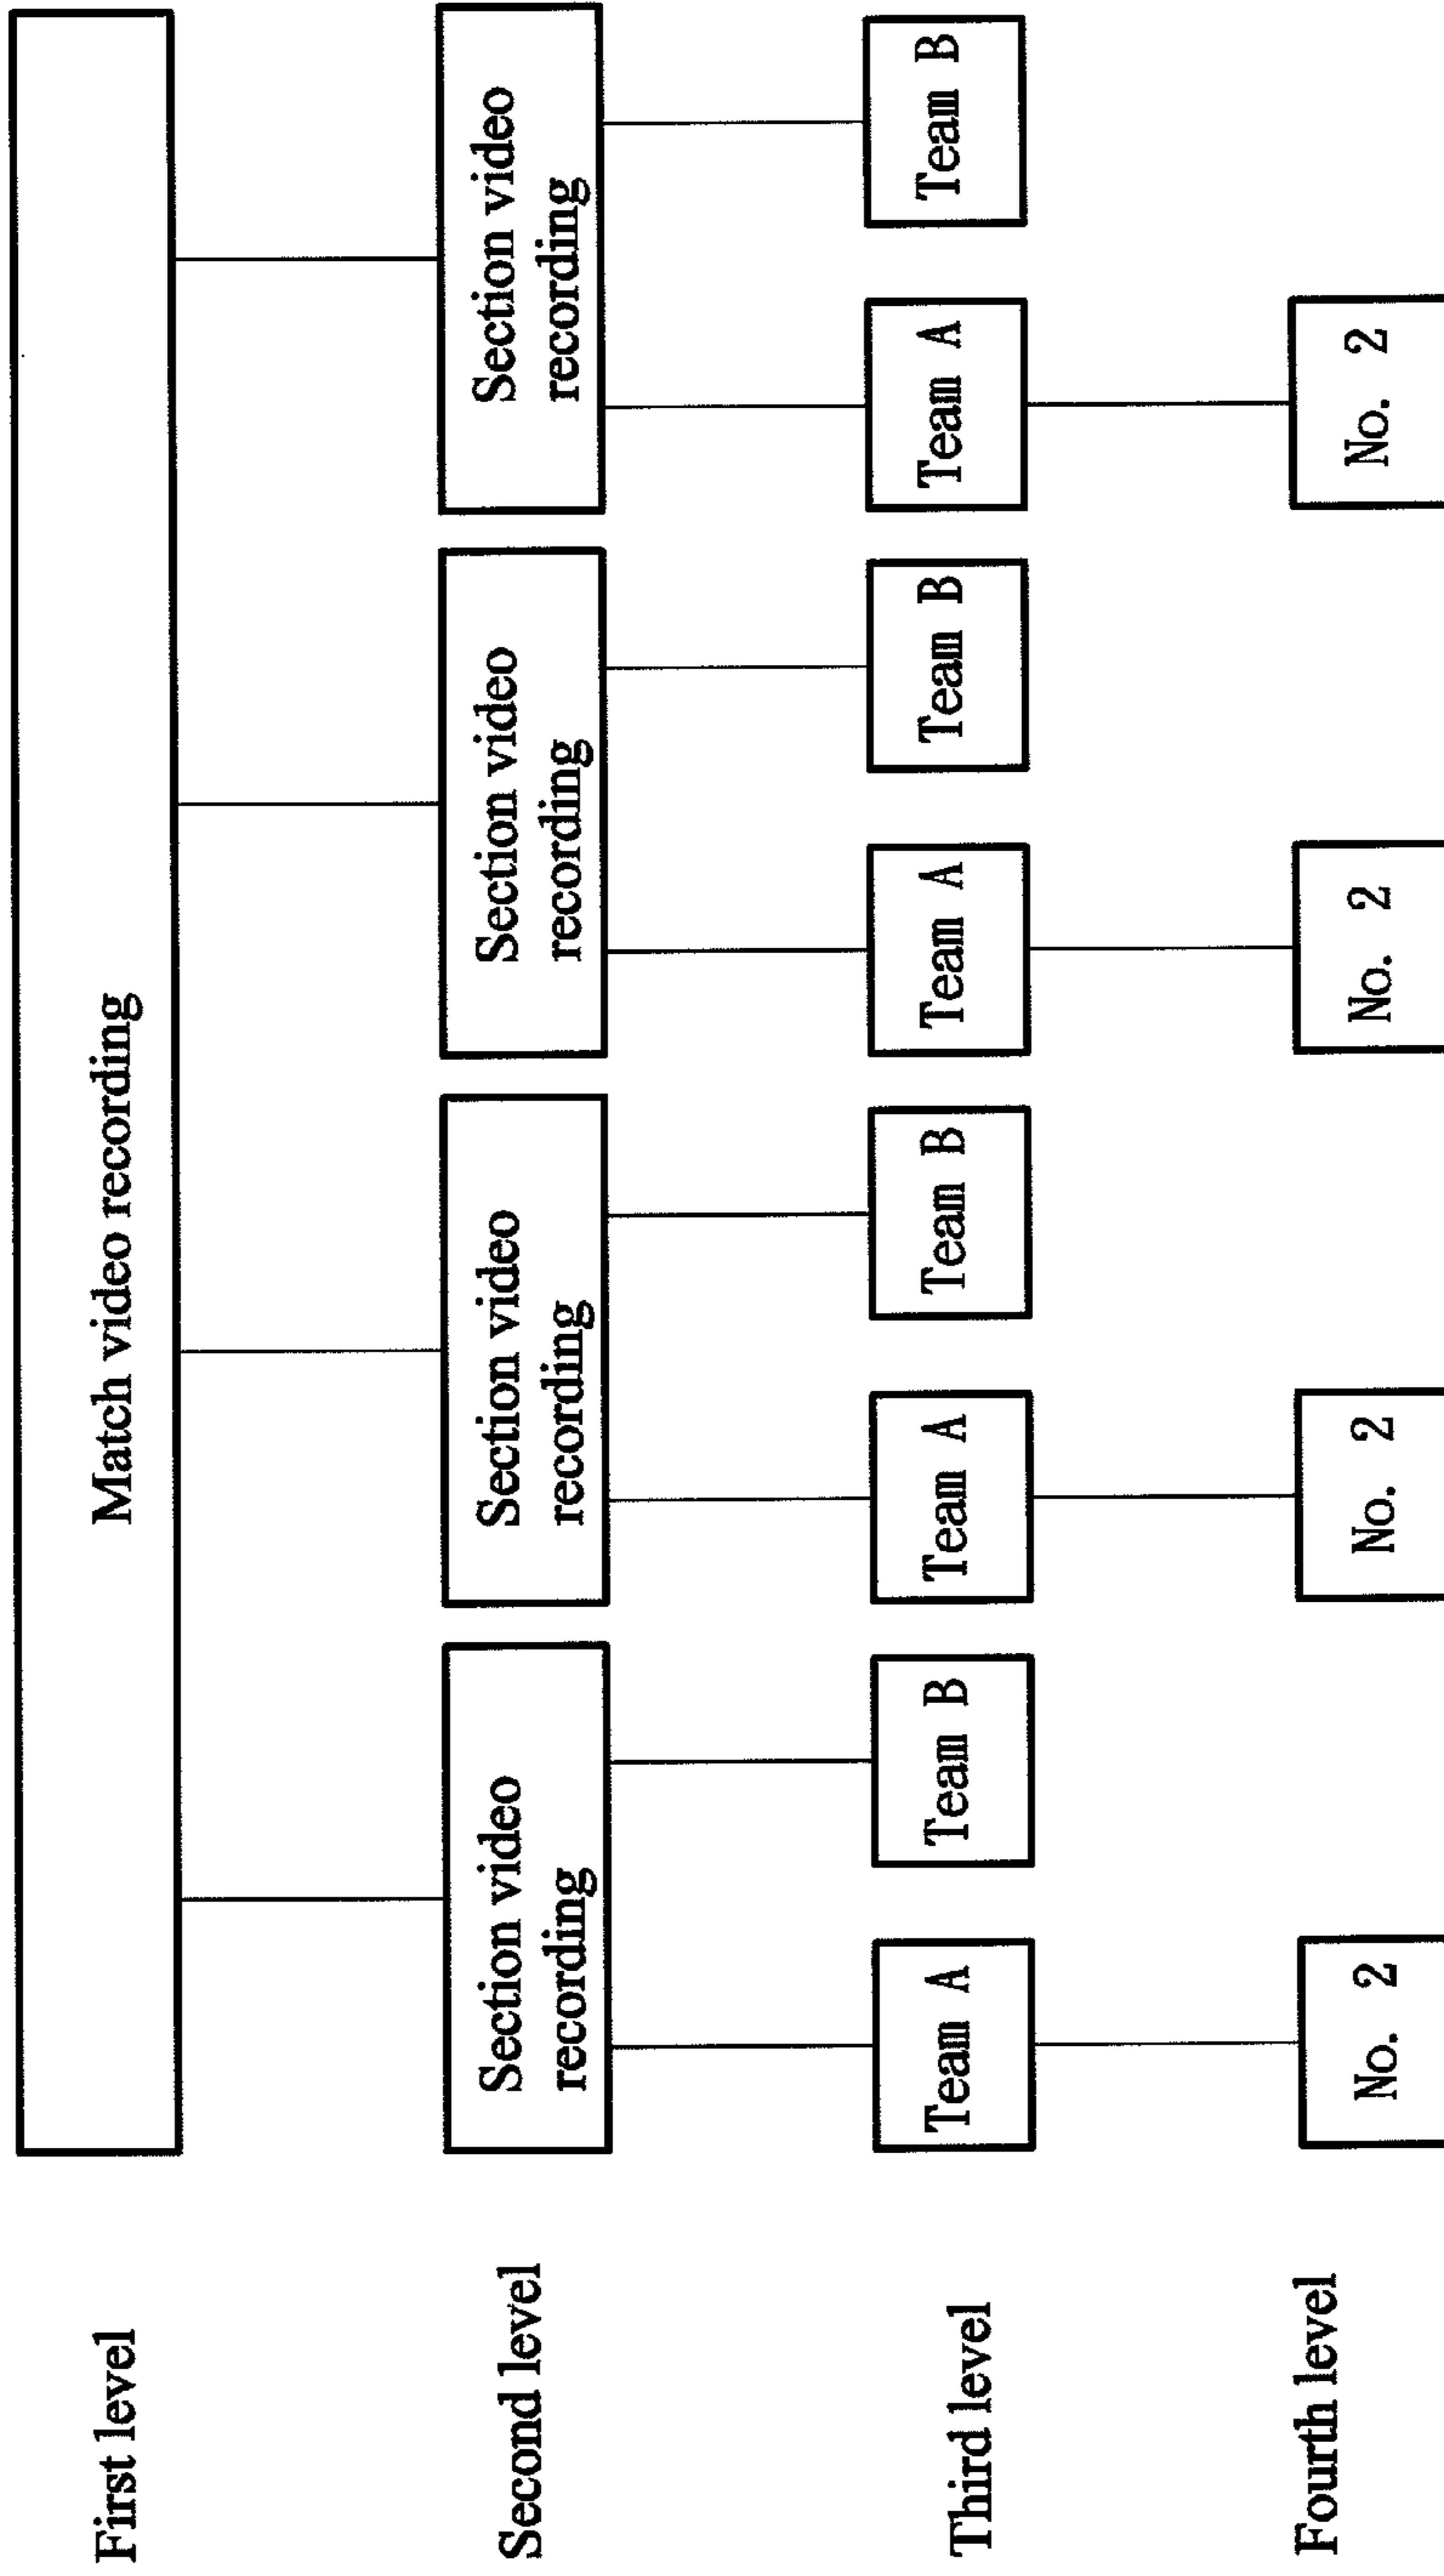 First level
Match video recording
Second level
Section video
recording
Section video
recording
Section video
recording
Section video
recording
Third level
Team A
Team B
Team A
Team B
Team A
Team B
Team A
Team B
Fourth level
No. 2
No. 2
No. 2
No. 2